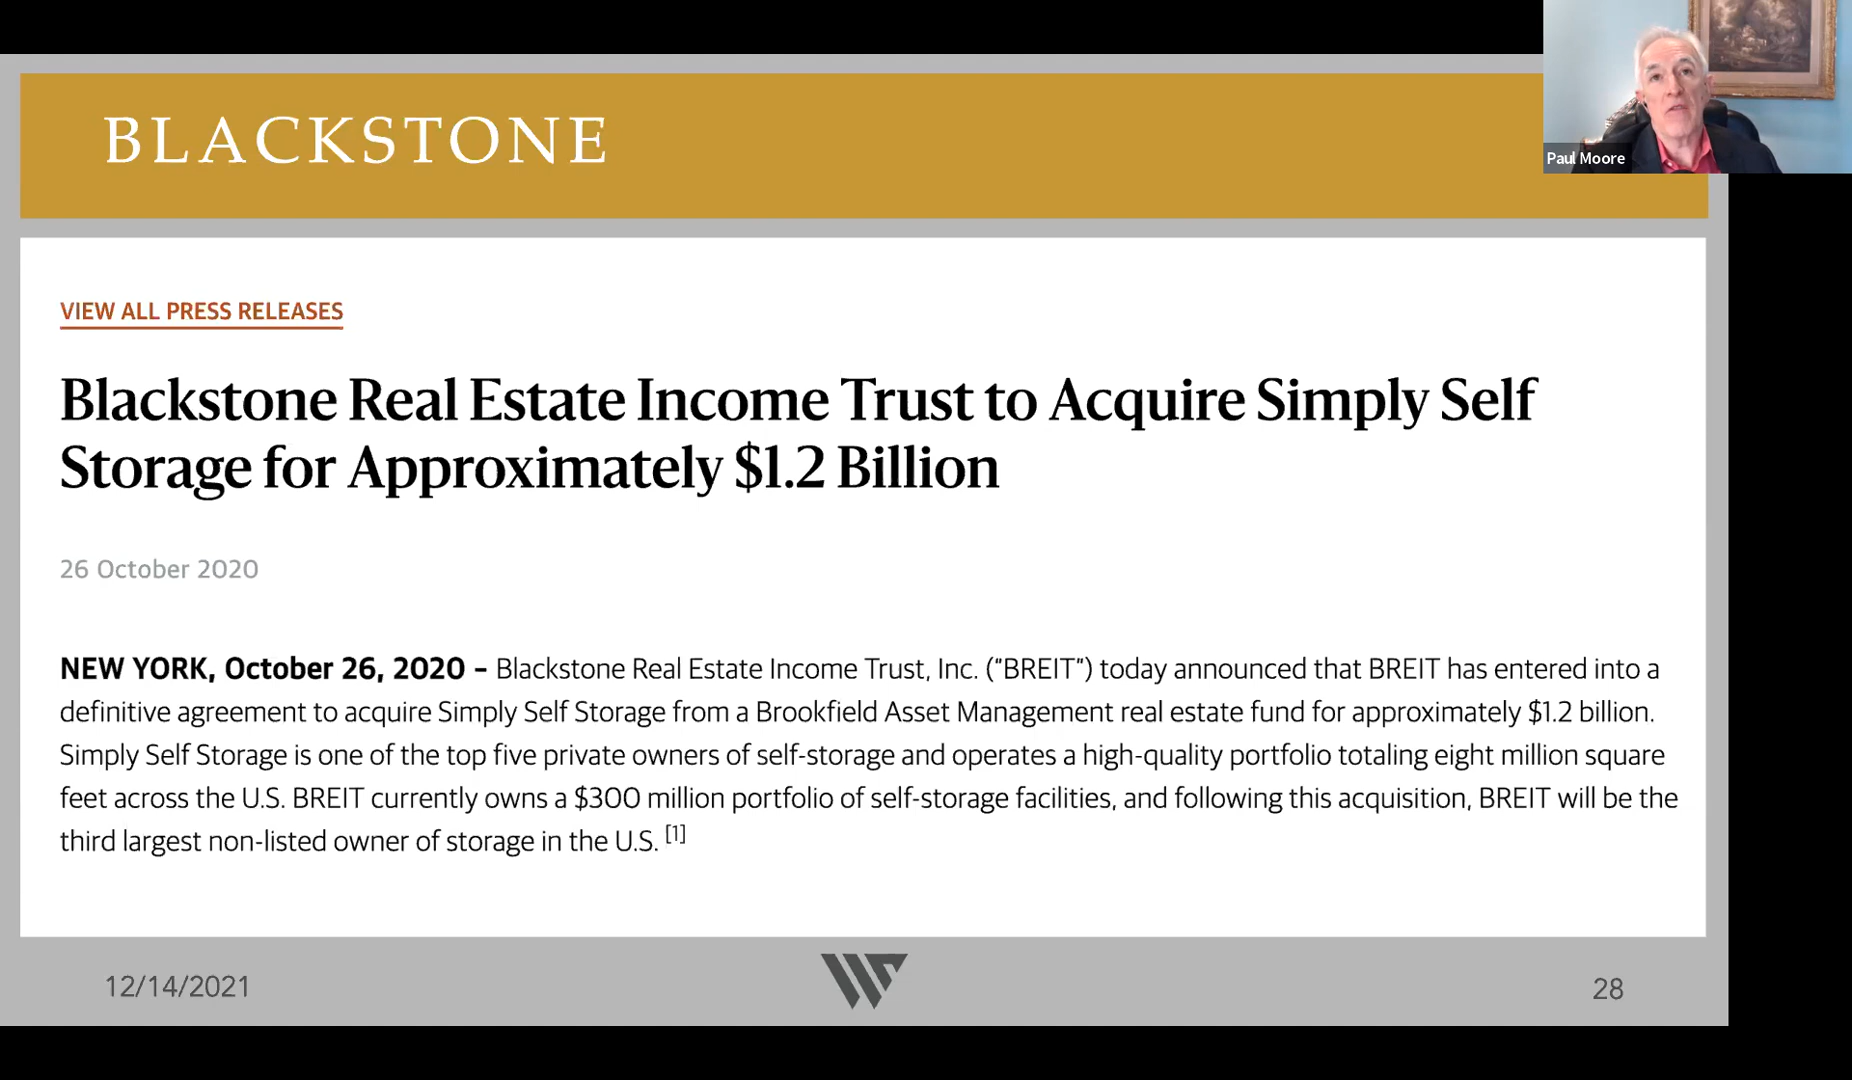 BLACKSTONE
Paul Moore
VIEW ALL PRESS RELEASES
Blackstone Real Estate Income Trust to Acquire Simply Self
Storage for Approximately $1.2 Billion
26 October 2020
NEW YORK, October 26, 2020 – Blackstone Real Estate Income Trust, Inc. ("BREIT") today announced that BREIT has entered into a
definitive agreement to acquire Simply Self Storage from a Brookfield Asset Management real estate fund for approximately $1.2 billion.
Simply Self Storage is one of the top five private owners of self-storage and operates a high-quality portfolio totaling eight million square
feet across the U.S. BREIT currently owns a $300 million portfolio of self-storage facilities, and following this acquisition, BREIT will be the
third largest non-listed owner of storage in the U.S. [1]
12/14/2021
28